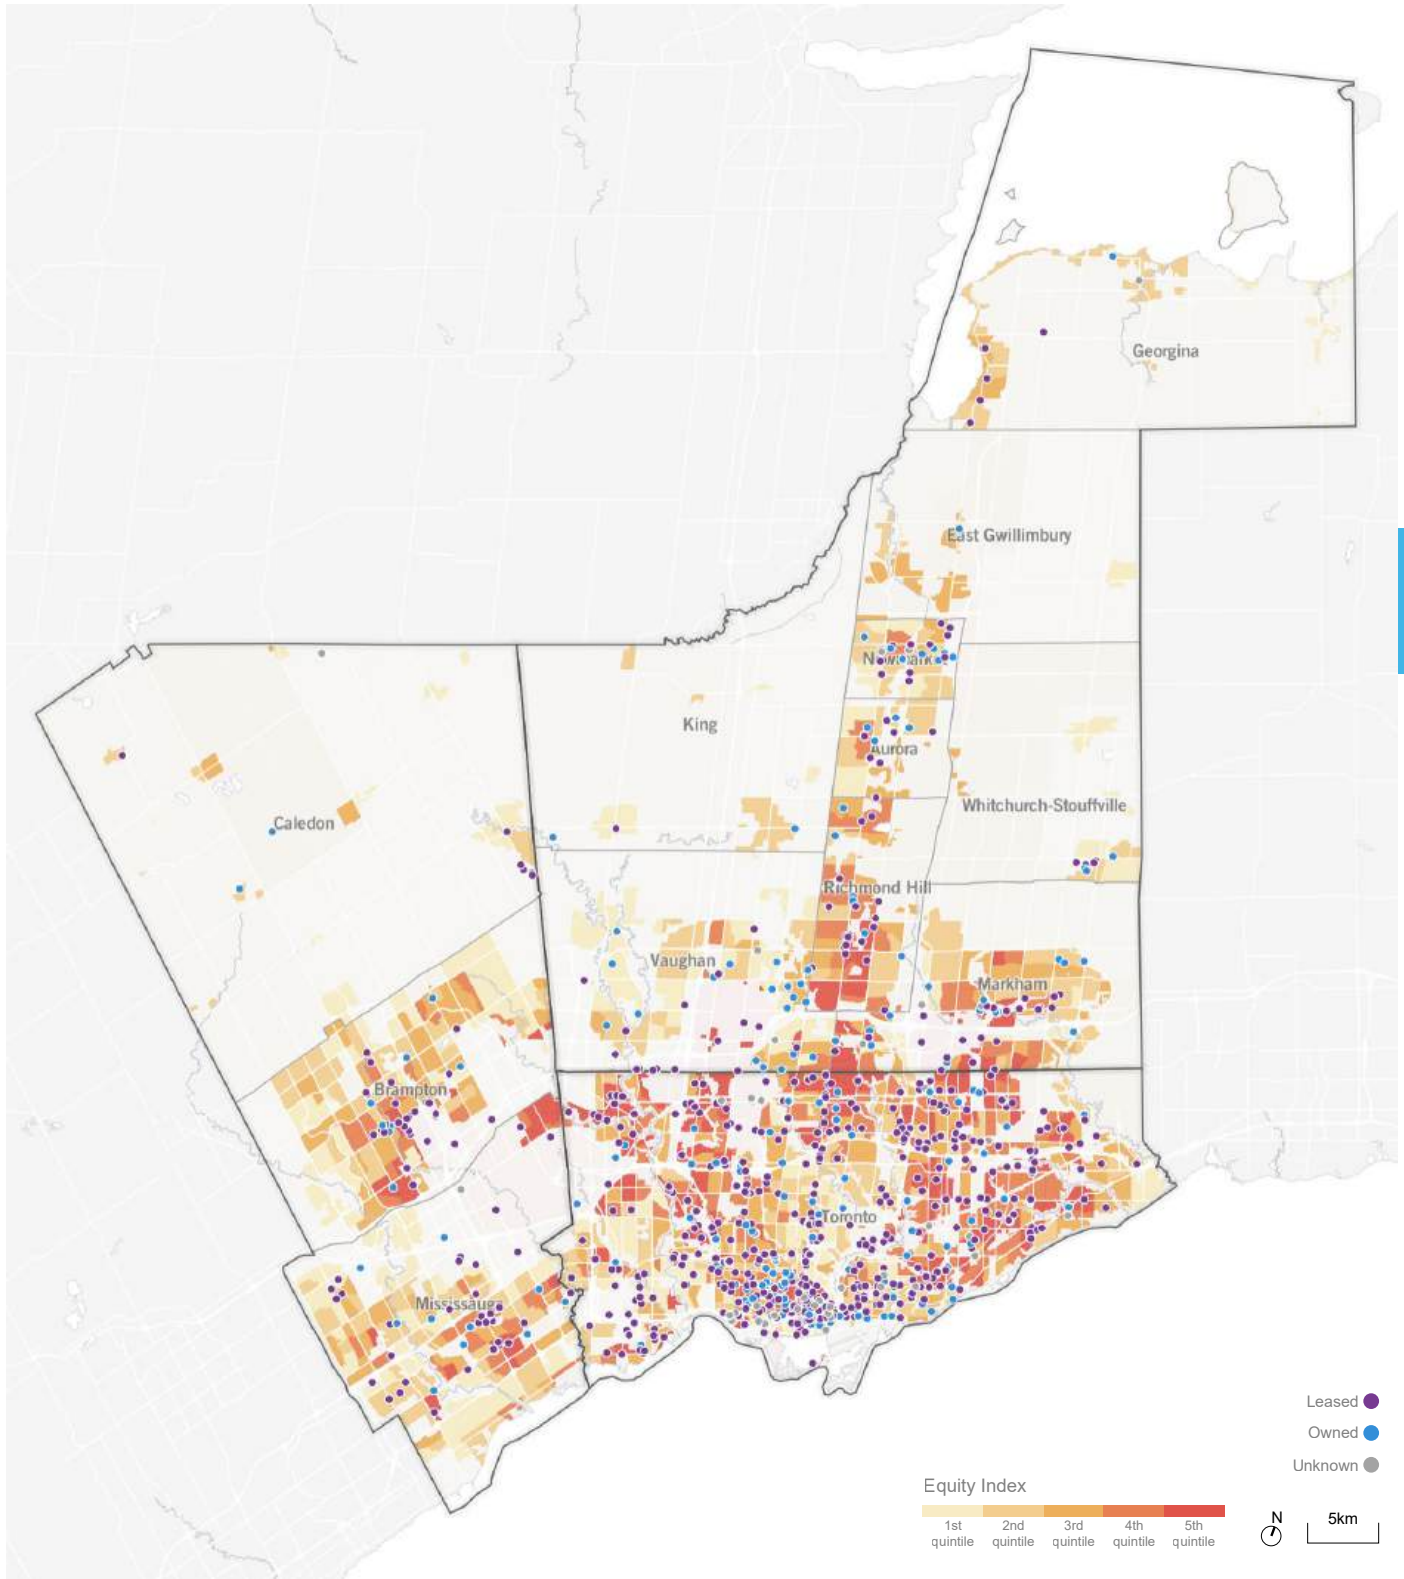 Georgina
East Gwillimbury
Newmarket
King
Aurora
Whitchurch-Stouffville
Caledon
Richmond Hill
Vaughan
Markham
Brampton
Toronto
Mississauga
Leased
Owned
Unknown
Equity Index
1st quintile
2nd quintile
3rd quintile
4th quintile
5th quintile
N
5km